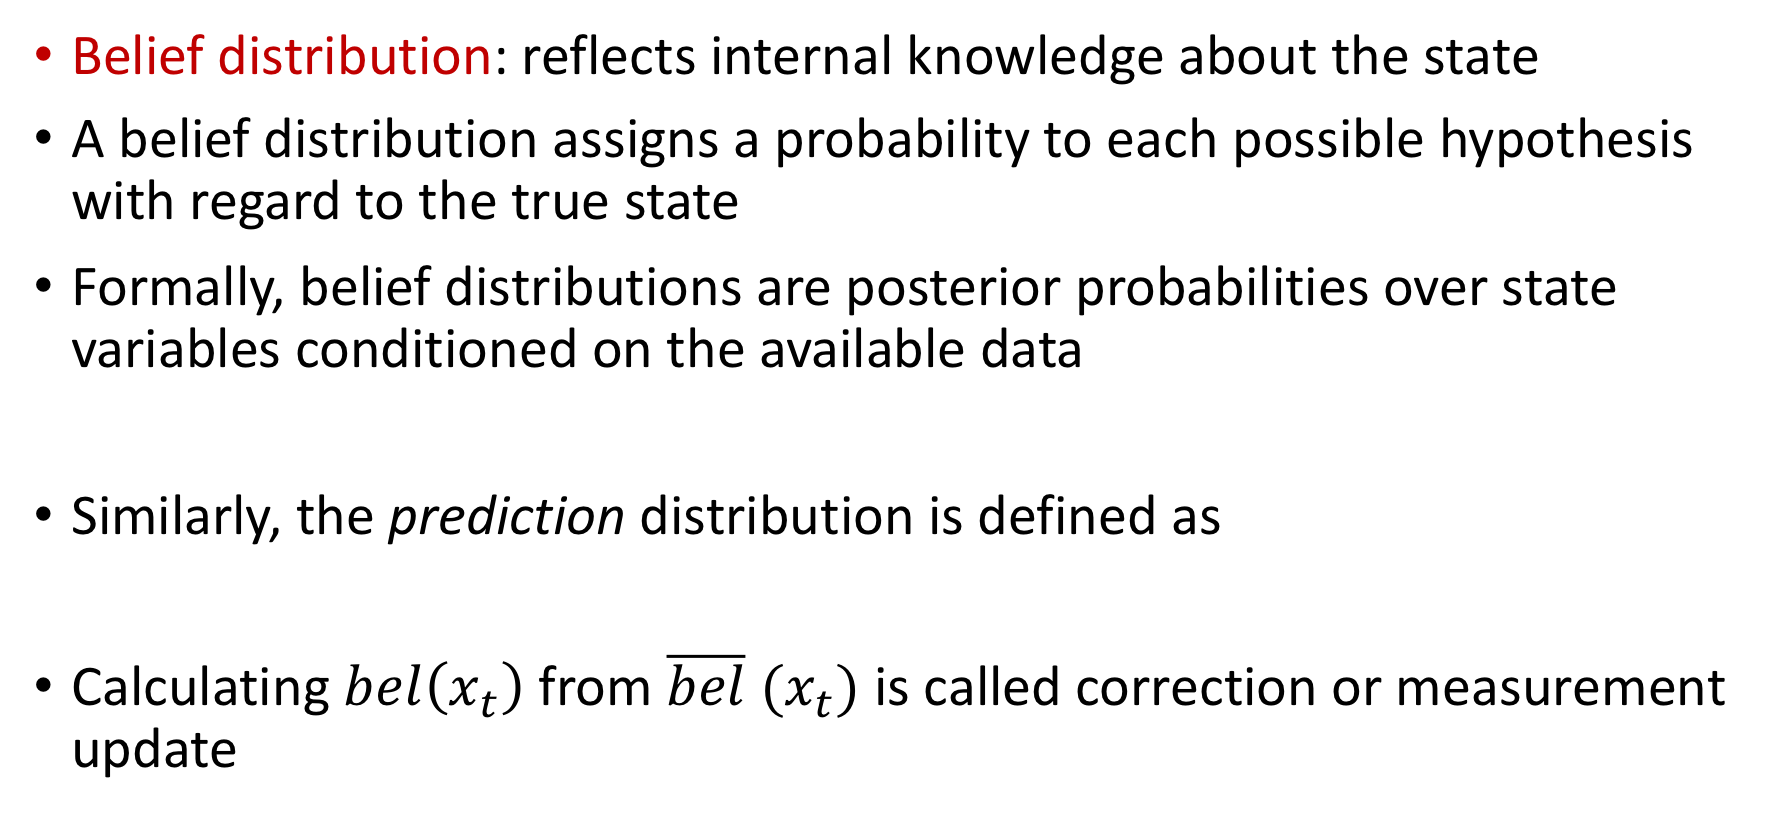 • Belief distribution: reflects internal knowledge about the state
• A belief distribution assigns a probability to each possible hypothesis
with regard to the true state
• Formally, belief distributions are posterior probabilities over state
variables conditioned on the available data
• Similarly, the prediction distribution is defined as
• Calculating 𝑏𝑒𝑙(𝑥ₜ) from 𝑏𝑒𝑙̅ (𝑥ₜ) is called correction or measurement
update